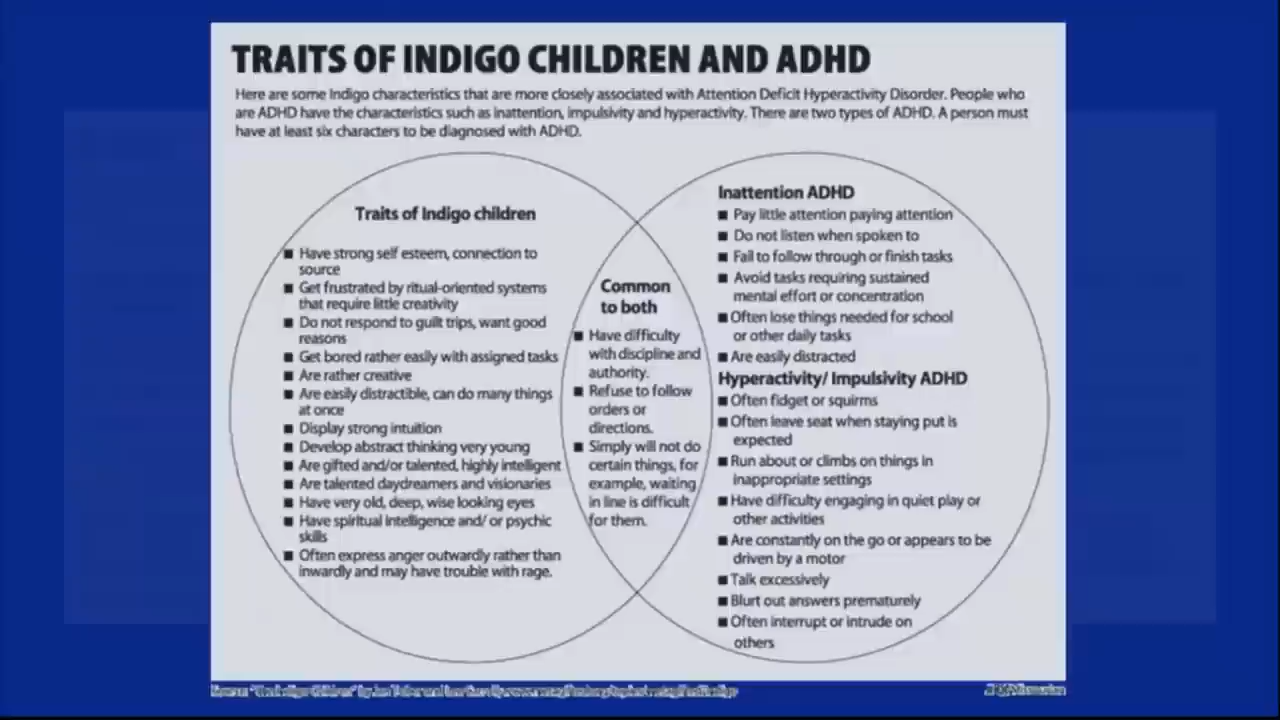 TRAITS OF INDIGO CHILDREN AND ADHD
Here are some Indigo characteristics that are more closely associated with Attention Deficit Hyperactivity Disorder. People who
are ADHD have the characteristics such as inattention, impulsivity and hyperactivity. There are two types of ADHD. A person must
have at least six characters to be diagnosed with ADHD.
Traits of Indigo children
■ Have strong self esteem, connection to
source
■ Get frustrated by ritual-oriented systems
that require little creativity
■ Do not respond to guilt trips, want good
reasons
■ Get bored rather easily with assigned tasks
■ Are rather creative
■ Are easily distractible, can do many things
at once
■ Display strong intuition
■ Develop abstract thinking very young
■ Are gifted and/or talented, highly intelligent
■ Are talented daydreamers and visionaries
■ Have very old, deep, wise looking eyes
■ Have spiritual intelligence and/ or psychic
skills
■ Often express anger outwardly rather than
inwardly and may have trouble with rage.
Common
to both
■ Have difficulty
with discipline and
authority.
■ Refuse to follow
orders or
directions.
■ Simply will not do
certain things, for
example, waiting
in line is difficult
for them.
Inattention ADHD
■ Pay little attention paying attention
■ Do not listen when spoken to
■ Fail to follow through or finish tasks
■ Avoid tasks requiring sustained
mental effort or concentration
■ Often lose things needed for school
or other daily tasks
■ Are easily distracted
Hyperactivity/ Impulsivity ADHD
■ Often fidget or squirms
■ Often leave seat when staying put is
expected
■ Run about or climbs on things in
inappropriate settings
■ Have difficulty engaging in quiet play or
other activities
■ Are constantly on the go or appears to be
driven by a motor
■ Talk excessively
■ Blurt out answers prematurely
■ Often interrupt or intrude on
others